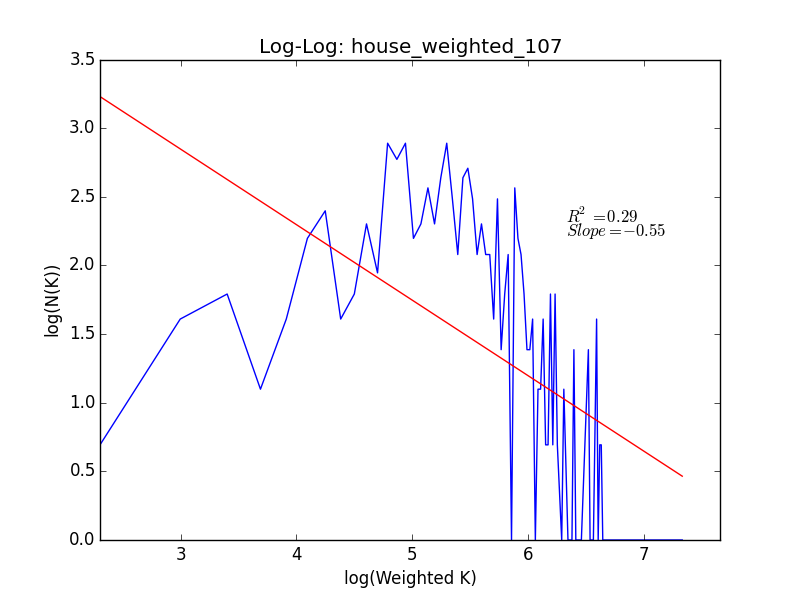 Log-Log: house_weighted_107
3.5
3.0
2.5
2.0
1.5
1.0
0.5
0.0
log(N(K))
R² =0.29
Slope=−0.55
3 4 5 6 7
log(Weighted K)